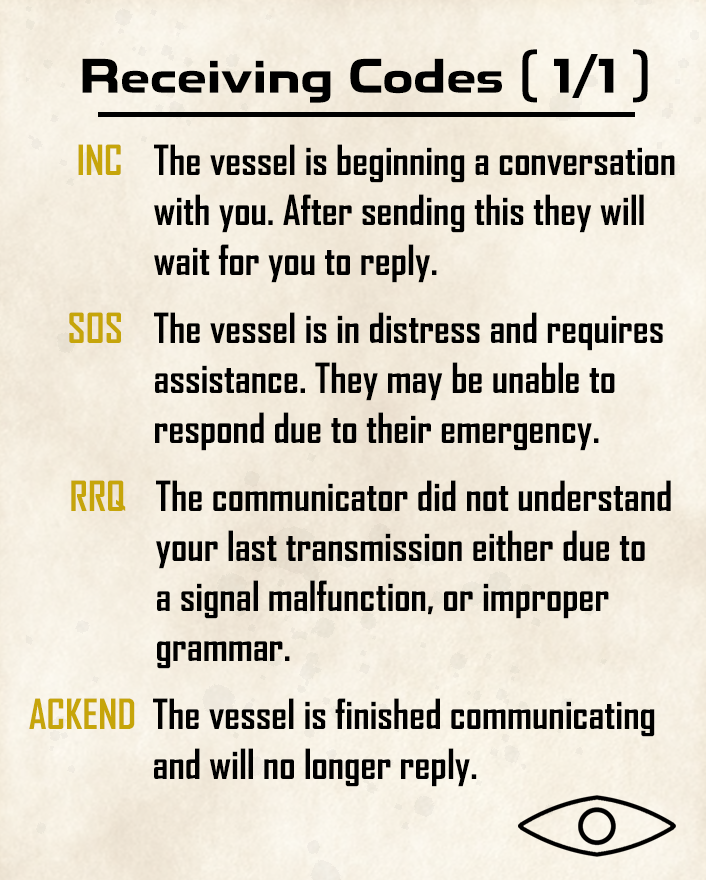 Receiving Codes ( 1/1 )
INC The vessel is beginning a conversation
with you. After sending this they will
wait for you to reply.
SOS The vessel is in distress and requires
assistance. They may be unable to
respond due to their emergency.
RRQ The communicator did not understand
your last transmission either due to
a signal malfunction, or improper
grammar.
ACKEND The vessel is finished communicating
and will no longer reply.